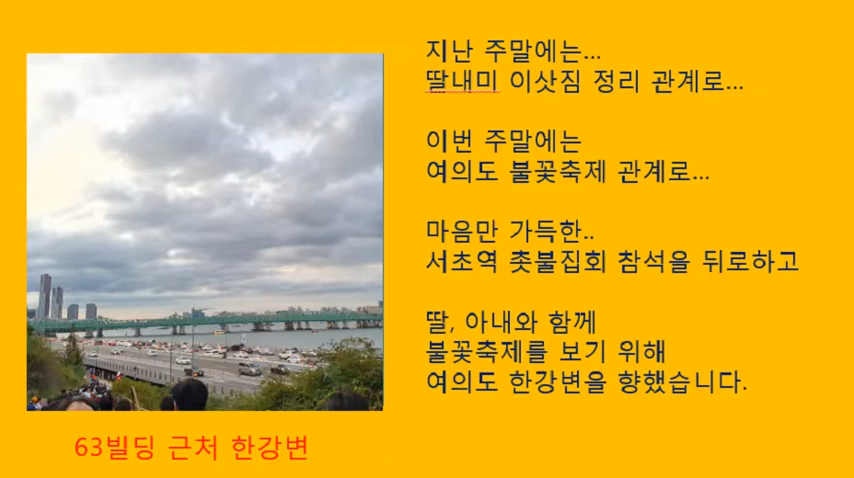 지난 주말에는...
딸내미 이삿짐 정리 관계로...
이번 주말에는
여의도 불꽃축제 관계로...
마음만 가득한..
서초역 촛불집회 참석을 뒤로하고
딸, 아내와 함께
불꽃축제를 보기 위해
여의도 한강변을 향했습니다.
63빌딩 근처 한강변